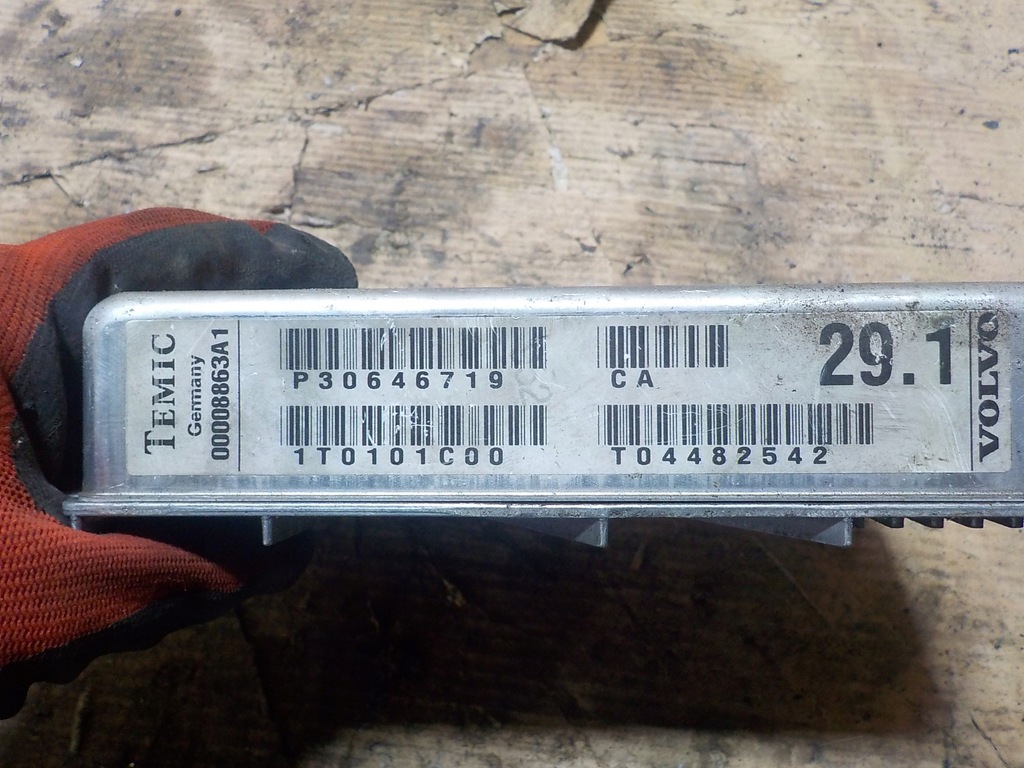 TEMIC
Germany
00008863A1
P30646719
CA
29.1
1T0101C00
T04482542
VOLVO